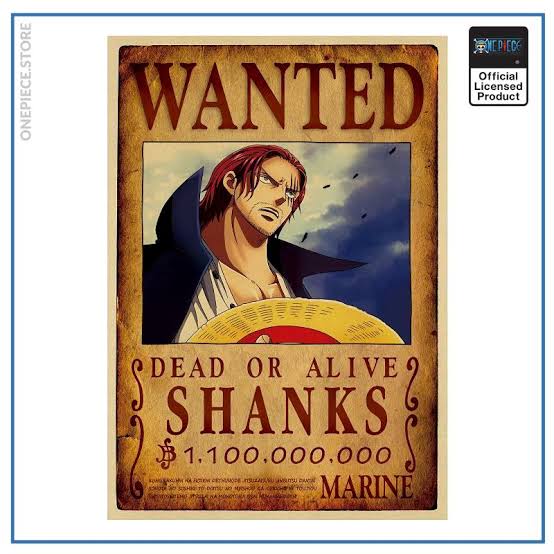 ONEPIECE.STORE
ONE PIECE
Official
Licensed
Product
WANTED
DEAD OR ALIVE
SHANKS
฿ 1.100.000.000
MARINE